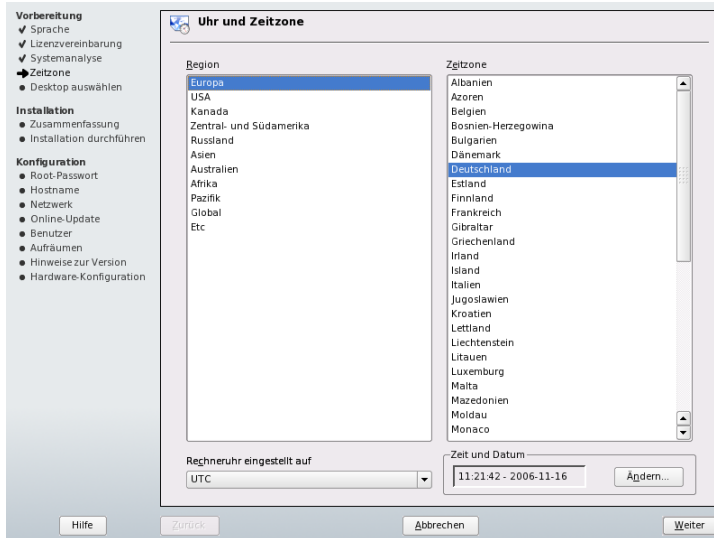 Vorbereitung
Sprache
Lizenzvereinbarung
Systemanalyse
Zeitzone
Desktop auswählen
Installation
Zusammenfassung
Installation durchführen
Konfiguration
Root-Passwort
Hostname
Netzwerk
Online-Update
Benutzer
Aufräumen
Hinweise zur Version
Hardware-Konfiguration
Uhr und Zeitzone
Region
Europa
USA
Kanada
Zentral- und Südamerika
Russland
Asien
Australien
Afrika
Pazifik
Global
Etc
Zeitzone
Albanien
Azoren
Belgien
Bosnien-Herzegowina
Bulgarien
Dänemark
Deutschland
Estland
Finnland
Frankreich
Gibraltar
Griechenland
Irland
Island
Italien
Jugoslawien
Kroatien
Lettland
Liechtenstein
Litauen
Luxemburg
Malta
Mazedonien
Moldau
Monaco
Rechneruhr eingestellt auf
UTC
Zeit und Datum
11:21:42 - 2006-11-16
Ändern...
Hilfe
Zurück
Abbrechen
Weiter